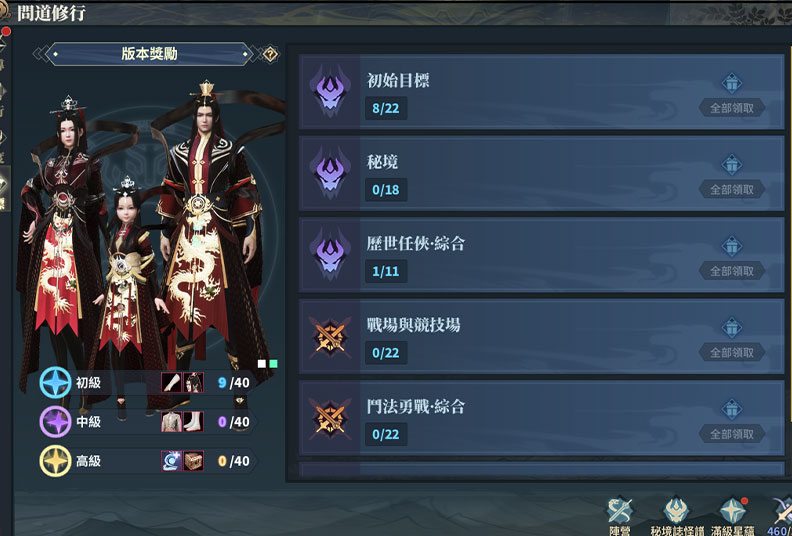 問道修行
版本獎勵
?
初始目標
8/22
全部領取
秘境
0/18
全部領取
歷世任俠·綜合
1/11
全部領取
戰場與競技場
0/22
全部領取
鬥法勇戰·綜合
0/22
全部領取
初級
9/40
中級
0/40
高級
0/40
陣營
秘境誌怪譜
滿級星蘊
460/